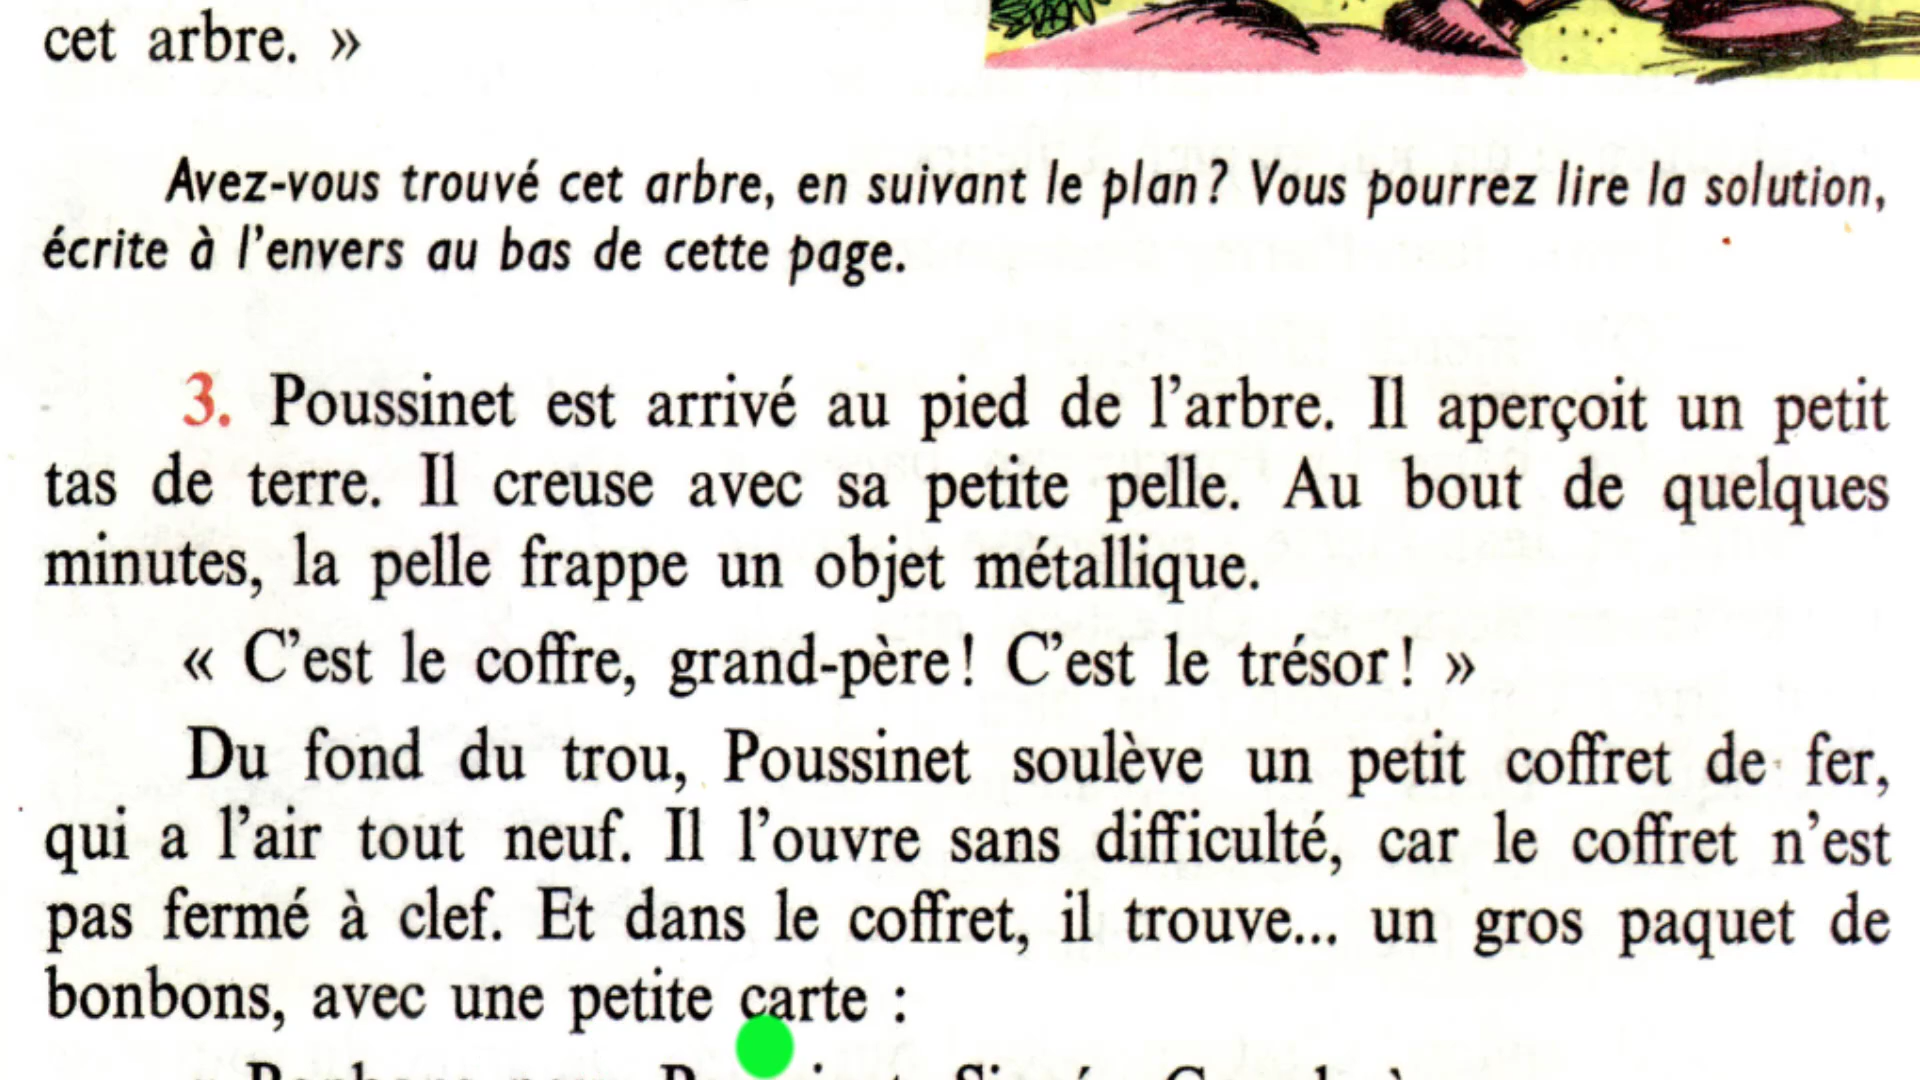 cet arbre. »
Avez-vous trouvé cet arbre, en suivant le plan? Vous pourrez lire la solution,
écrite à l'envers au bas de cette page.
3. Poussinet est arrivé au pied de l'arbre. Il aperçoit un petit
tas de terre. Il creuse avec sa petite pelle. Au bout de quelques
minutes, la pelle frappe un objet métallique.
« C'est le coffre, grand-père! C'est le trésor! »
Du fond du trou, Poussinet soulève un petit coffret de fer,
qui a l'air tout neuf. Il l'ouvre sans difficulté, car le coffret n'est
pas fermé à clef. Et dans le coffret, il trouve... un gros paquet de
bonbons, avec une petite carte :